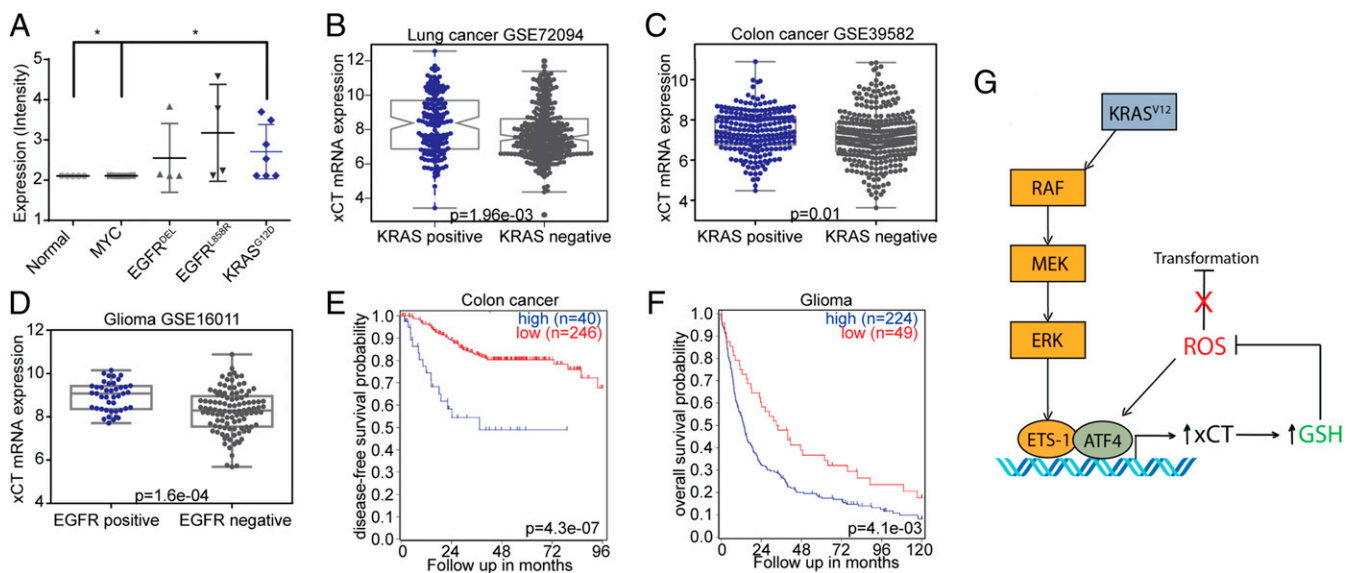 A
*
*
Expression (Intensity)
5
4
3
2
1
Normal
MYC
EGFR^DEL
EGFR^L858R
KRAS^G12D
B
Lung cancer GSE72094
xCT mRNA expression
12
10
8
6
4
2
p=1.96e-03
KRAS positive
KRAS negative
C
Colon cancer GSE39582
xCT mRNA expression
10
8
6
4
p=0.01
KRAS positive
KRAS negative
D
Glioma GSE16011
xCT mRNA expression
12
10
8
6
4
p=1.6e-04
EGFR positive
EGFR negative
E
Colon cancer
high (n=40)
low (n=246)
disease-free survival probability
1.0
0.9
0.8
0.7
0.6
0.5
0.4
0.3
0.2
0.1
0.0
p=4.3e-07
0 24 48 72 96
Follow up in months
F
Glioma
high (n=224)
low (n=49)
overall survival probability
1.0
0.9
0.8
0.7
0.6
0.5
0.4
0.3
0.2
0.1
0.0
p=4.1e-03
0 24 48 72 96 120
Follow up in months
G
KRAS^V12
RAF
MEK
ERK
Transformation
X
ROS
ETS-1
ATF4
xCT
GSH